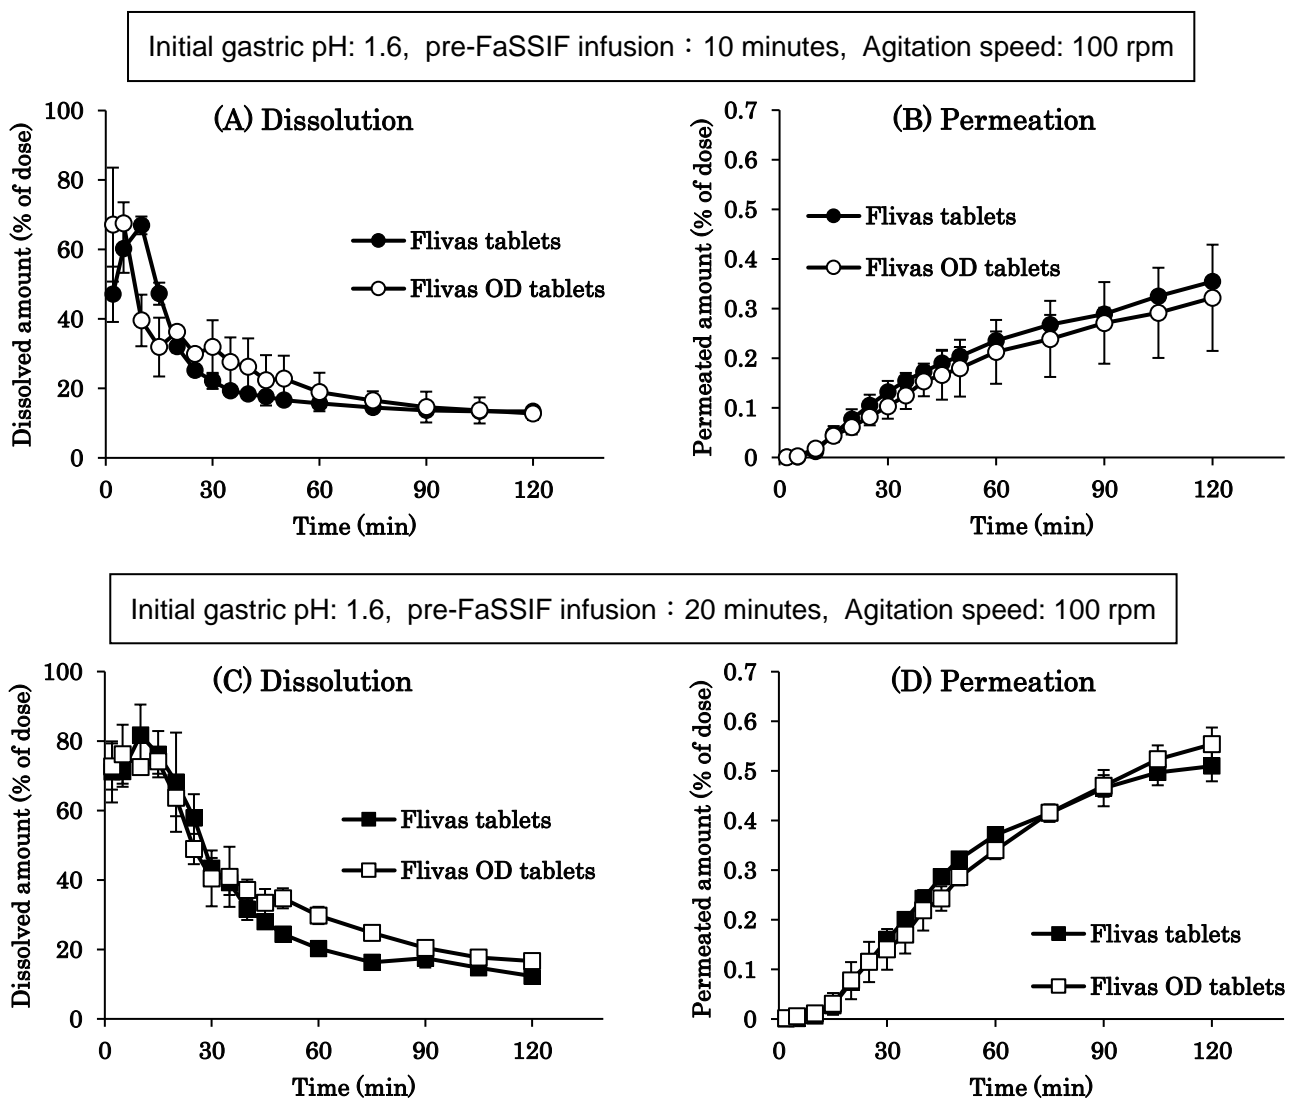 Initial gastric pH: 1.6, pre-FaSSIF infusion：10 minutes, Agitation speed: 100 rpm
(A) Dissolution
Dissolved amount (% of dose)
100
80
60
40
20
0
0 30 60 90 120
Time (min)
Flivas tablets
Flivas OD tablets
(B) Permeation
Permeated amount (% of dose)
0.7
0.6
0.5
0.4
0.3
0.2
0.1
0
0 30 60 90 120
Time (min)
Flivas tablets
Flivas OD tablets
Initial gastric pH: 1.6, pre-FaSSIF infusion：20 minutes, Agitation speed: 100 rpm
(C) Dissolution
Dissolved amount (% of dose)
100
80
60
40
20
0
0 30 60 90 120
Time (min)
Flivas tablets
Flivas OD tablets
(D) Permeation
Permeated amount (% of dose)
0.7
0.6
0.5
0.4
0.3
0.2
0.1
0
0 30 60 90 120
Time (min)
Flivas tablets
Flivas OD tablets